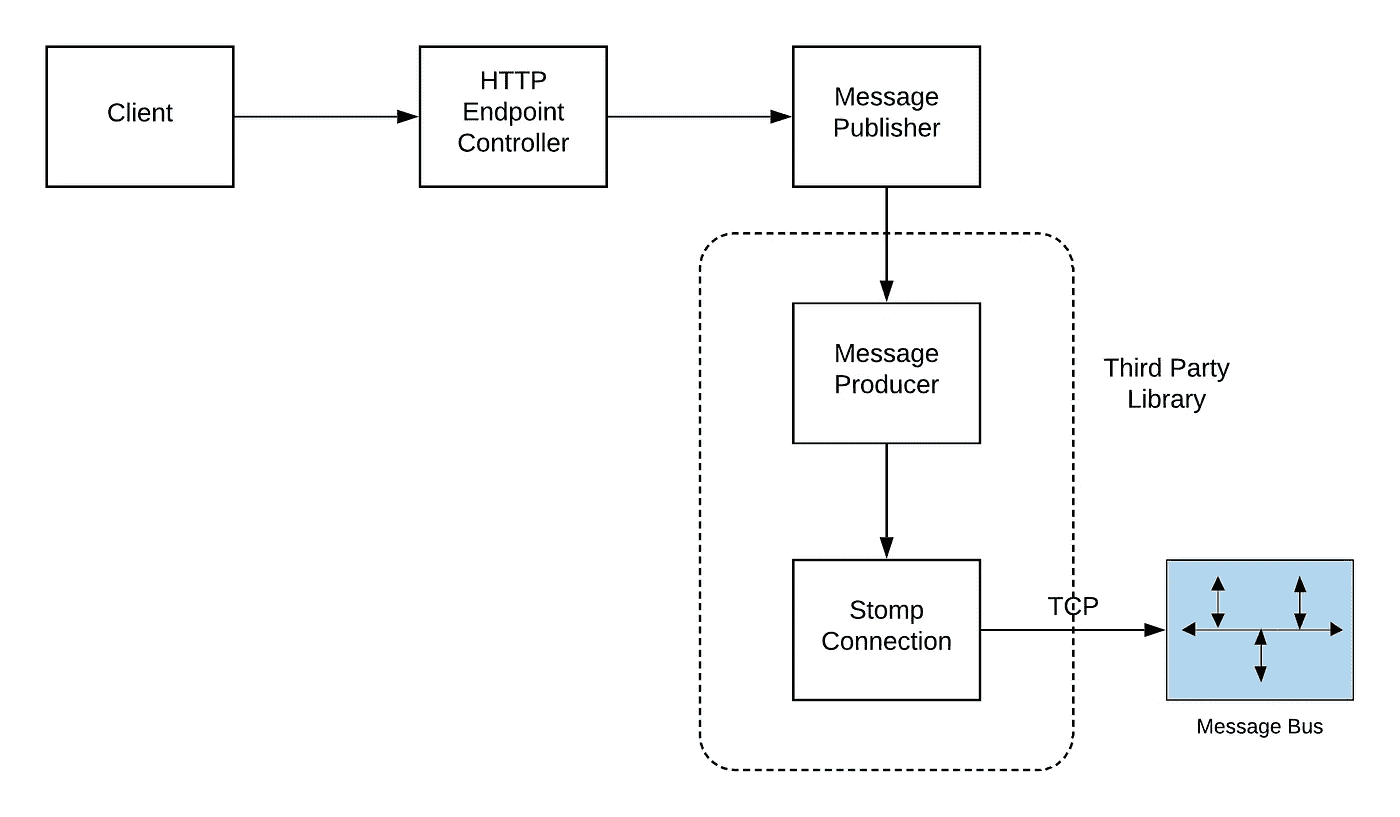 Client
HTTP
Endpoint
Controller
Message
Publisher
Message
Producer
Third Party
Library
Stomp
Connection
TCP
Message Bus